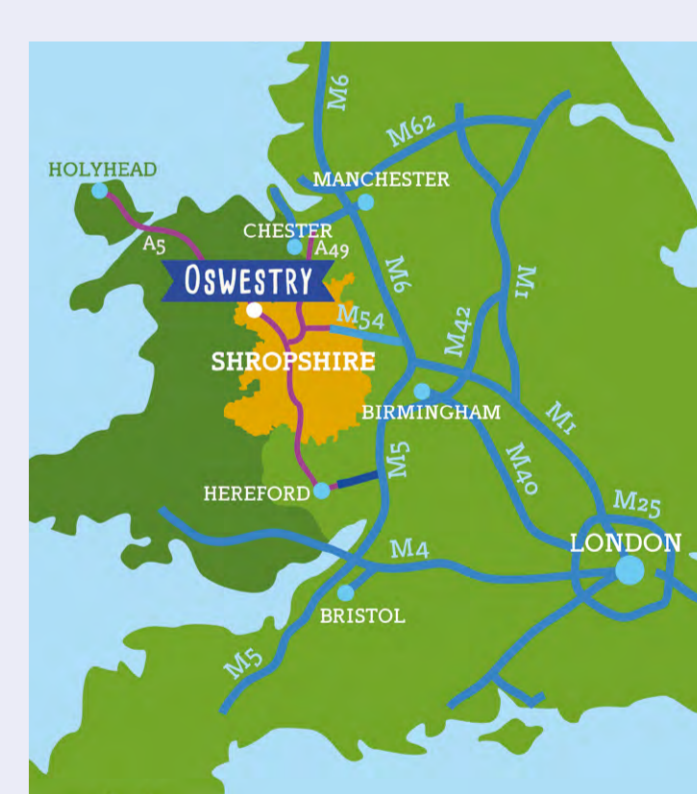 M6
M62
HOLYHEAD
MANCHESTER
CHESTER
A5
A49
OSWESTRY
M6
M1
M54
M42
SHROPSHIRE
BIRMINGHAM
M1
M5
M40
HEREFORD
M25
LONDON
M4
BRISTOL
M5